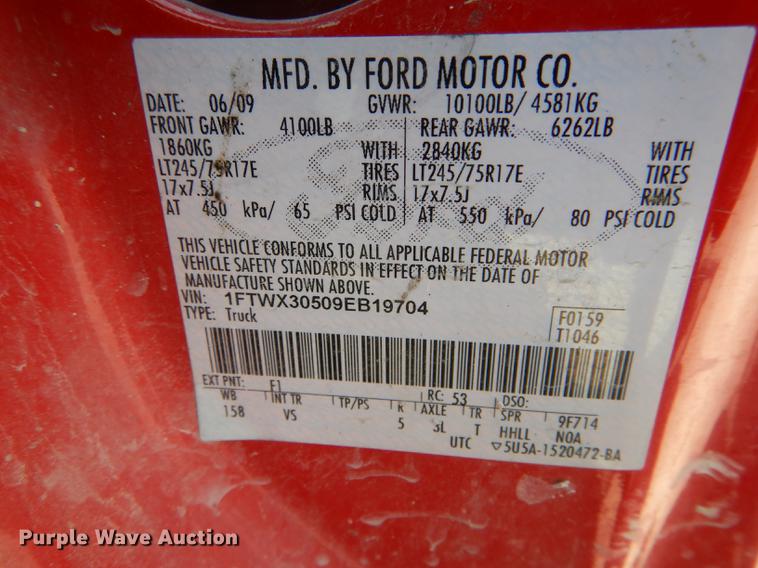 MFD. BY FORD MOTOR CO.
DATE: 06/09 GVWR: 10100LB/ 4581KG
FRONT GAWR: 4100LB REAR GAWR: 6262LB
1860KG WITH 2840KG WITH
LT245/75R17E TIRES LT245/75R17E TIRES
17x7.5J RIMS 17x7.5J RIMS
AT 450 kPa/ 65 PSI COLD AT 550 kPa/ 80 PSI COLD
THIS VEHICLE CONFORMS TO ALL APPLICABLE FEDERAL MOTOR
VEHICLE SAFETY STANDARDS IN EFFECT ON THE DATE OF
MANUFACTURE SHOWN ABOVE.
VIN: 1FTWX30509EB19704
TYPE: Truck
F0159
T1046
EXT PNT: F1 RC: 53 DSO:
WB INT TR TP/PS R AXLE TR SPR 9F714
158 VS 5 3L T HHLL NOA
UTC ▽5U5A-1520472-BA
Purple Wave Auction